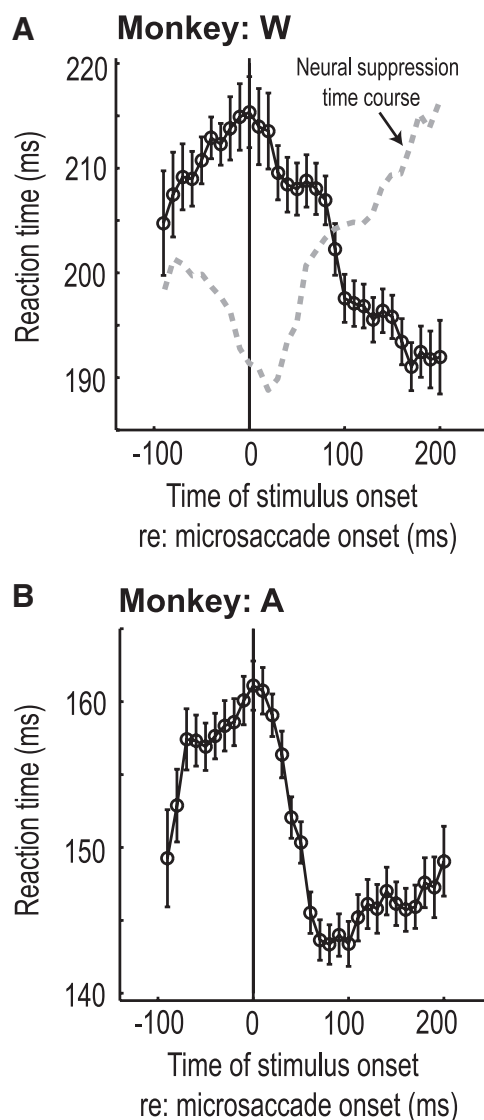 A
Monkey: W
220
210
200
190
Reaction time (ms)
Neural suppression
time course
-100
0
100
200
Time of stimulus onset
re: microsaccade onset (ms)
B
Monkey: A
160
150
140
Reaction time (ms)
-100
0
100
200
Time of stimulus onset
re: microsaccade onset (ms)